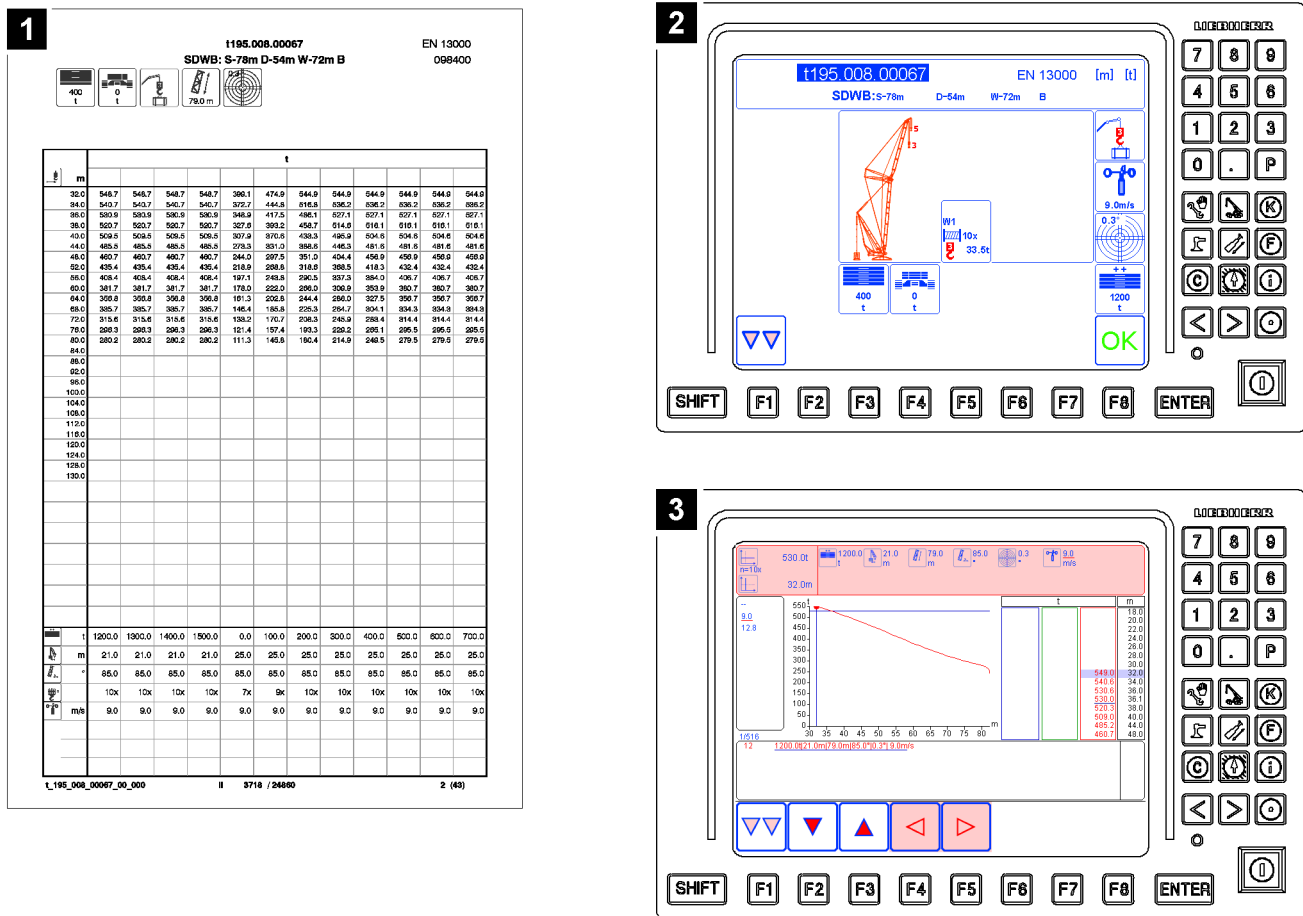 1
t195.008.00067
EN 13000
SDWB: S-78m D-54m W-72m B
098400
400
t
0
t
79.0 m
0.3°
t
m
32.0 548.7 548.7 548.7 548.7 399.1 474.9 544.9 544.9 544.9 544.9 544.9 544.9
34.0 540.7 540.7 540.7 540.7 372.7 444.8 516.8 536.2 536.2 536.2 536.2 536.2
36.0 530.9 530.9 530.9 530.9 348.9 417.5 486.1 527.1 527.1 527.1 527.1 527.1
38.0 520.7 520.7 520.7 520.7 327.6 393.2 458.7 514.6 516.1 516.1 516.1 516.1
40.0 509.5 509.5 509.5 509.5 307.9 370.6 433.3 495.9 504.6 504.6 504.6 504.6
44.0 485.5 485.5 485.5 485.5 273.3 331.0 388.6 446.3 481.6 481.6 481.6 481.6
48.0 460.7 460.7 460.7 460.7 244.0 297.5 351.0 404.4 456.9 456.9 456.9 456.9
52.0 435.4 435.4 435.4 435.4 218.9 268.8 318.6 368.5 418.3 432.4 432.4 432.4
56.0 408.4 408.4 408.4 408.4 197.1 243.8 290.5 337.3 384.0 406.7 406.7 406.7
60.0 381.7 381.7 381.7 381.7 178.0 222.0 266.0 309.9 353.9 380.7 380.7 380.7
64.0 356.8 356.8 356.8 356.8 161.3 202.8 244.4 286.0 327.5 356.7 356.7 356.7
68.0 335.7 335.7 335.7 335.7 146.4 185.8 225.3 264.7 304.1 334.3 334.3 334.3
72.0 315.6 315.6 315.6 315.6 133.2 170.7 208.3 245.9 283.4 314.4 314.4 314.4
76.0 296.3 296.3 296.3 296.3 121.4 157.4 193.3 229.2 265.1 295.5 295.5 295.5
80.0 280.2 280.2 280.2 280.2 111.3 145.8 180.4 214.9 249.5 279.5 279.5 279.5
84.0
88.0
92.0
96.0
100.0
104.0
108.0
112.0
116.0
120.0
124.0
128.0
130.0
t 1200.0 1300.0 1400.0 1500.0 0.0 100.0 200.0 300.0 400.0 500.0 600.0 700.0
m 21.0 21.0 21.0 21.0 25.0 25.0 25.0 25.0 25.0 25.0 25.0 25.0
° 85.0 85.0 85.0 85.0 85.0 85.0 85.0 85.0 85.0 85.0 85.0 85.0
10x 10x 10x 10x 7x 9x 10x 10x 10x 10x 10x 10x
m/s 9.0 9.0 9.0 9.0 9.0 9.0 9.0 9.0 9.0 9.0 9.0 9.0
t_195_008_00067_00_000 II 3718 / 24860 2 (43)
2
LIEBHERR
t195.008.00067 EN 13000 [m] [t]
SDWB:S-78m D-54m W-72m B
5
3
3
9.0m/s
0.3°
W1
10x
3
33.5t
400
t
0
t
++
1200
t
OK
7 8 9
4 5 6
1 2 3
0 . P
K
F
C i
< >
SHIFT F1 F2 F3 F4 F5 F6 F7 F8 ENTER
3
LIEBHERR
n=10x
530.0t
32.0m
1200.0 t
21.0 m
79.0 m
85.0 °
0.3 °
9.0 m/s
--
9.0
12.8
t
550
500
450
400
350
300
250
200
150
100
50
0
30 35 40 45 50 55 60 65 70 75 80
m
t m
18.0
20.0
22.0
24.0
26.0
28.0
30.0
549.0 32.0
540.6 34.0
530.6 36.0
530.0 36.1
520.3 38.0
509.0 40.0
485.2 44.0
460.7 48.0
1/516
12 1200.0t|21.0m|79.0m|85.0°|0.3°| 9.0m/s
7 8 9
4 5 6
1 2 3
0 . P
K
F
C i
< >
SHIFT F1 F2 F3 F4 F5 F6 F7 F8 ENTER